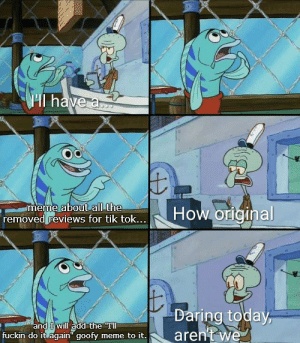 I'll have a...
meme about all the
removed reviews for tik tok...
How original
and I will add the "I'll
fuckin do it again" goofy meme to it.
Daring today,
aren't we